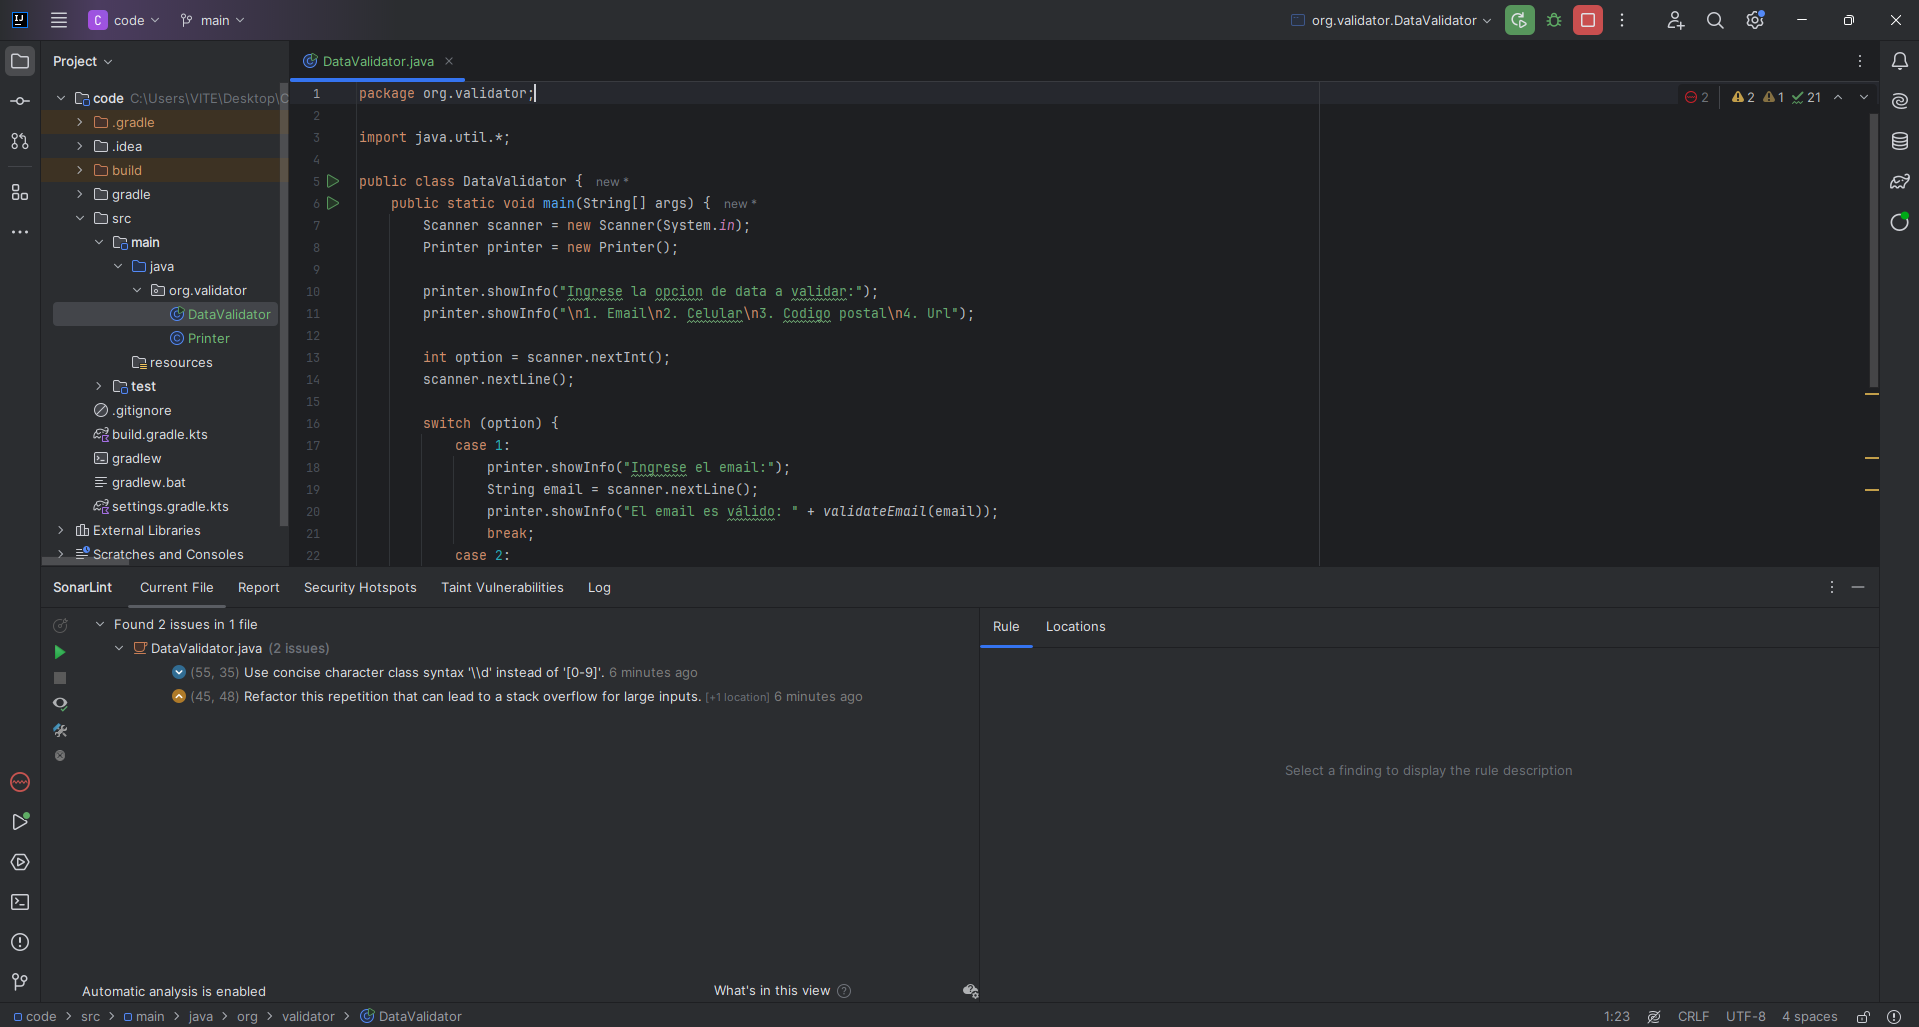 C code main org.validator.DataValidator
Project
DataValidator.java
code C:\Users\VITE\Desktop\C
.gradle
.idea
build
gradle
src
main
java
org.validator
DataValidator
Printer
resources
test
.gitignore
build.gradle.kts
gradlew
gradlew.bat
settings.gradle.kts
External Libraries
Scratches and Consoles
2 2 1 21
1 package org.validator;
2
3 import java.util.*;
4
5 public class DataValidator { new *
6 public static void main(String[] args) { new *
7 Scanner scanner = new Scanner(System.in);
8 Printer printer = new Printer();
9
10 printer.showInfo("Ingrese la opcion de data a validar:");
11 printer.showInfo("\n1. Email\n2. Celular\n3. Codigo postal\n4. Url");
12
13 int option = scanner.nextInt();
14 scanner.nextLine();
15
16 switch (option) {
17 case 1:
18 printer.showInfo("Ingrese el email:");
19 String email = scanner.nextLine();
20 printer.showInfo("El email es válido: " + validateEmail(email));
21 break;
22 case 2:
SonarLint Current File Report Security Hotspots Taint Vulnerabilities Log
Found 2 issues in 1 file
DataValidator.java (2 issues)
(55, 35) Use concise character class syntax '\\d' instead of '[0-9]'. 6 minutes ago
(45, 48) Refactor this repetition that can lead to a stack overflow for large inputs. [+1 location] 6 minutes ago
Rule Locations
Select a finding to display the rule description
Automatic analysis is enabled What's in this view
code > src > main > java > org > validator > DataValidator 1:23 CRLF UTF-8 4 spaces